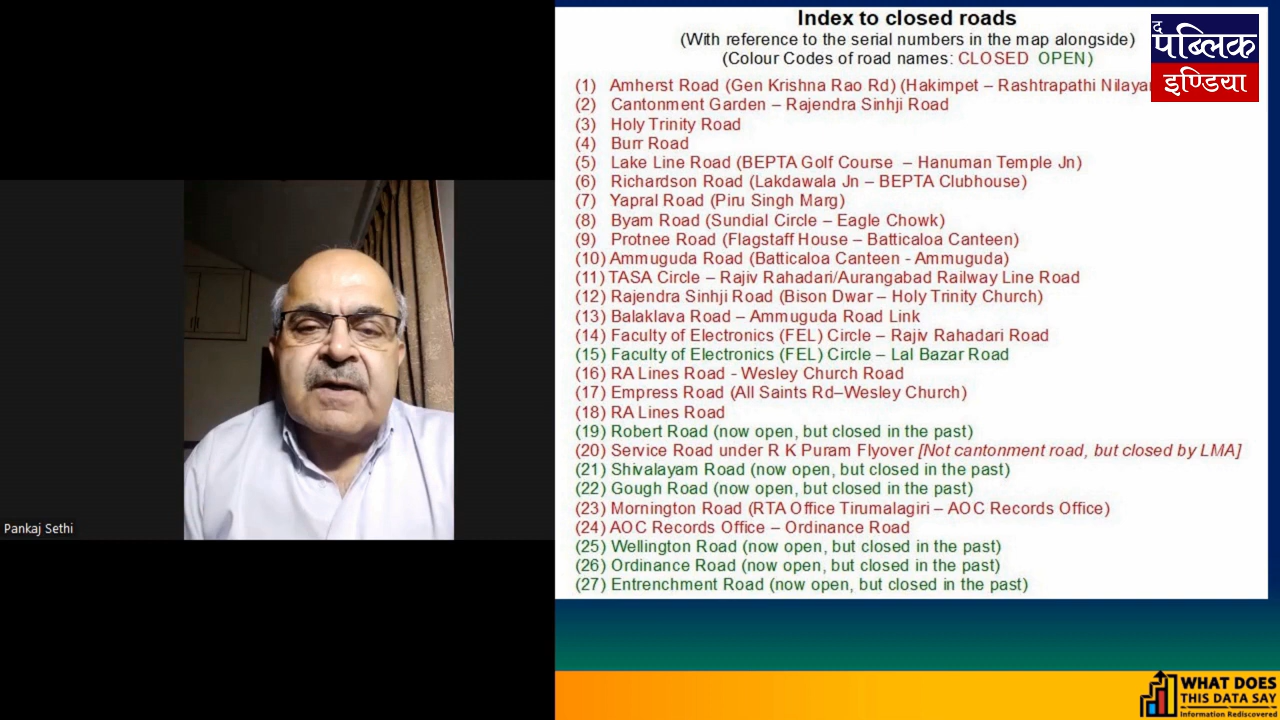 Index to closed roads
(With reference to the serial numbers in the map alongside)
(Colour Codes of road names: CLOSED OPEN)
द पब्लिक
इण्डिया
(1) Amherst Road (Gen Krishna Rao Rd) (Hakimpet – Rashtrapathi
(2) Cantonment Garden – Rajendra Sinhji Road
(3) Holy Trinity Road
(4) Burr Road
(5) Lake Line Road (BEPTA Golf Course – Hanuman Temple Jn)
(6) Richardson Road (Lakdawala Jn – BEPTA Clubhouse)
(7) Yapral Road (Piru Singh Marg)
(8) Byam Road (Sundial Circle – Eagle Chowk)
(9) Protnee Road (Flagstaff House – Batticaloa Canteen)
(10) Ammuguda Road (Batticaloa Canteen - Ammuguda)
(11) TASA Circle – Rajiv Rahadari/Aurangabad Railway Line Road
(12) Rajendra Sinhji Road (Bison Dwar – Holy Trinity Church)
(13) Balaklava Road – Ammuguda Road Link
(14) Faculty of Electronics (FEL) Circle – Rajiv Rahadari Road
(15) Faculty of Electronics (FEL) Circle – Lal Bazar Road
(16) RA Lines Road - Wesley Church Road
(17) Empress Road (All Saints Rd–Wesley Church)
(18) RA Lines Road
(19) Robert Road (now open, but closed in the past)
(20) Service Road under R K Puram Flyover [Not cantonment road, but closed by LMA]
(21) Shivalayam Road (now open, but closed in the past)
(22) Gough Road (now open, but closed in the past)
(23) Mornington Road (RTA Office Tirumalagiri – AOC Records Office)
(24) AOC Records Office – Ordinance Road
(25) Wellington Road (now open, but closed in the past)
(26) Ordinance Road (now open, but closed in the past)
(27) Entrenchment Road (now open, but closed in the past)
Pankaj Sethi
WHAT DOES
THIS DATA SAY
Information Rediscovered